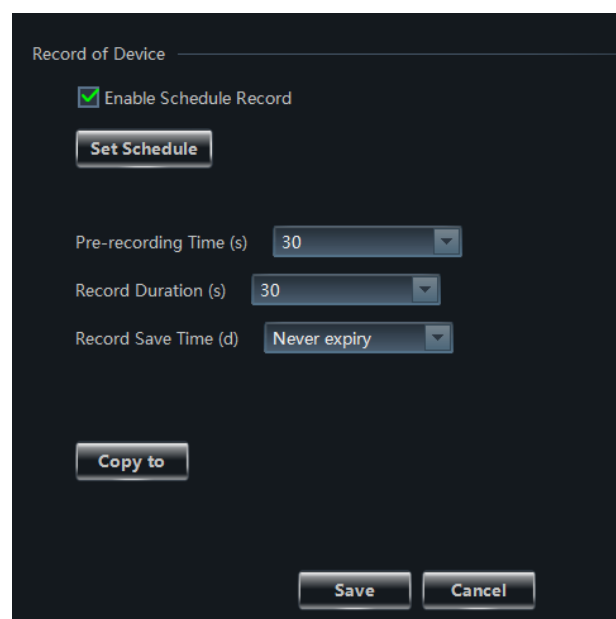 Record of Device
Enable Schedule Record
Set Schedule
Pre-recording Time (s) 30
Record Duration (s) 30
Record Save Time (d) Never expiry
Copy to
Save Cancel